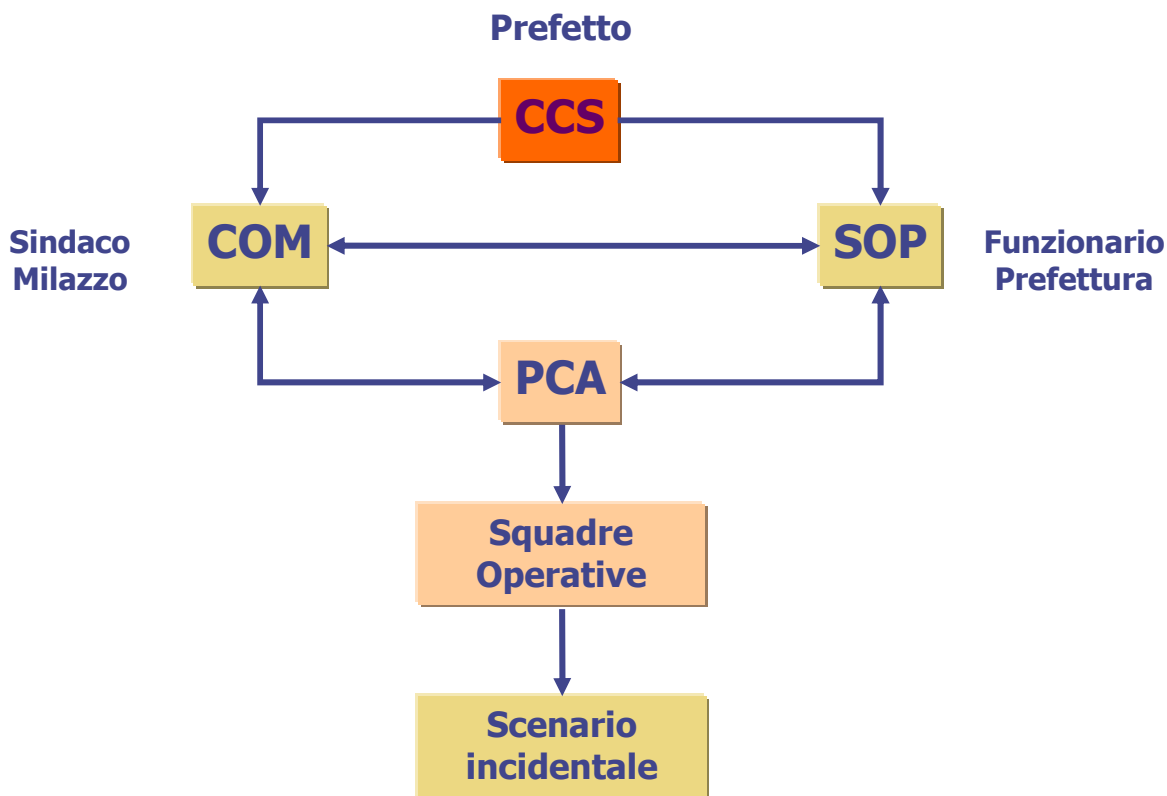 Prefetto
CCS
Sindaco
Milazzo
COM
SOP
Funzionario
Prefettura
PCA
Squadre
Operative
Scenario
incidentale